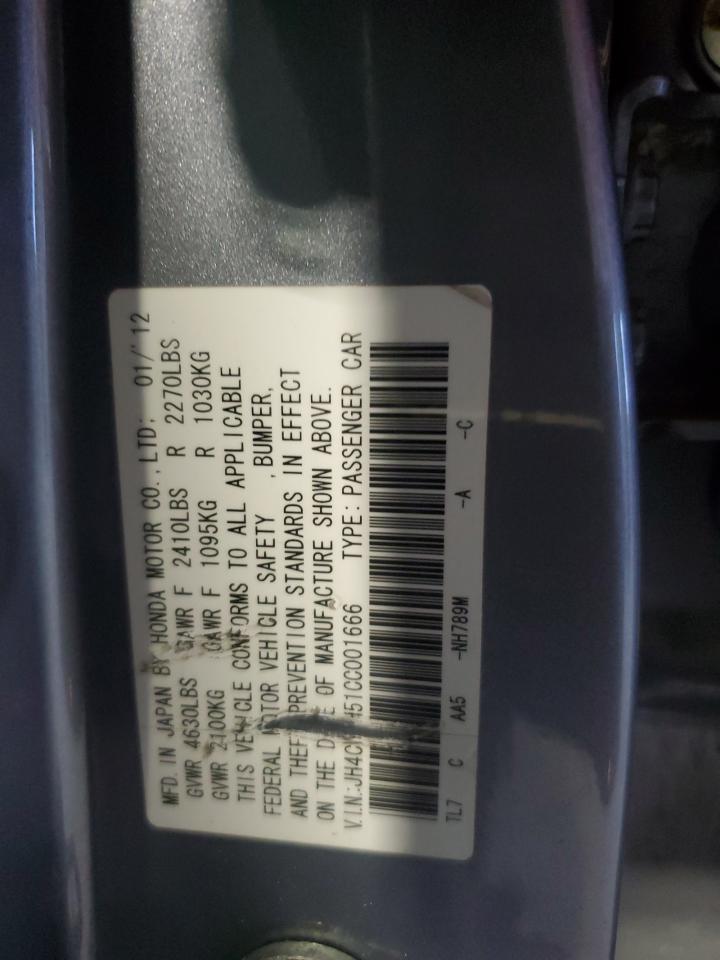 MFD. IN JAPAN BY HONDA MOTOR CO., LTD; 01/'12
GVWR 4630LBS GAWR F 2410LBS R 2270LBS
GVWR 2100KG GAWR F 1095KG R 1030KG
THIS VEHICLE CONFORMS TO ALL APPLICABLE
FEDERAL MOTOR VEHICLE SAFETY , BUMPER,
AND THEFT PREVENTION STANDARDS IN EFFECT
ON THE DATE OF MANUFACTURE SHOWN ABOVE.
V.I.N.: TYPE: PASSENGER CAR
TL7 C AA5 -NH789M -A -C